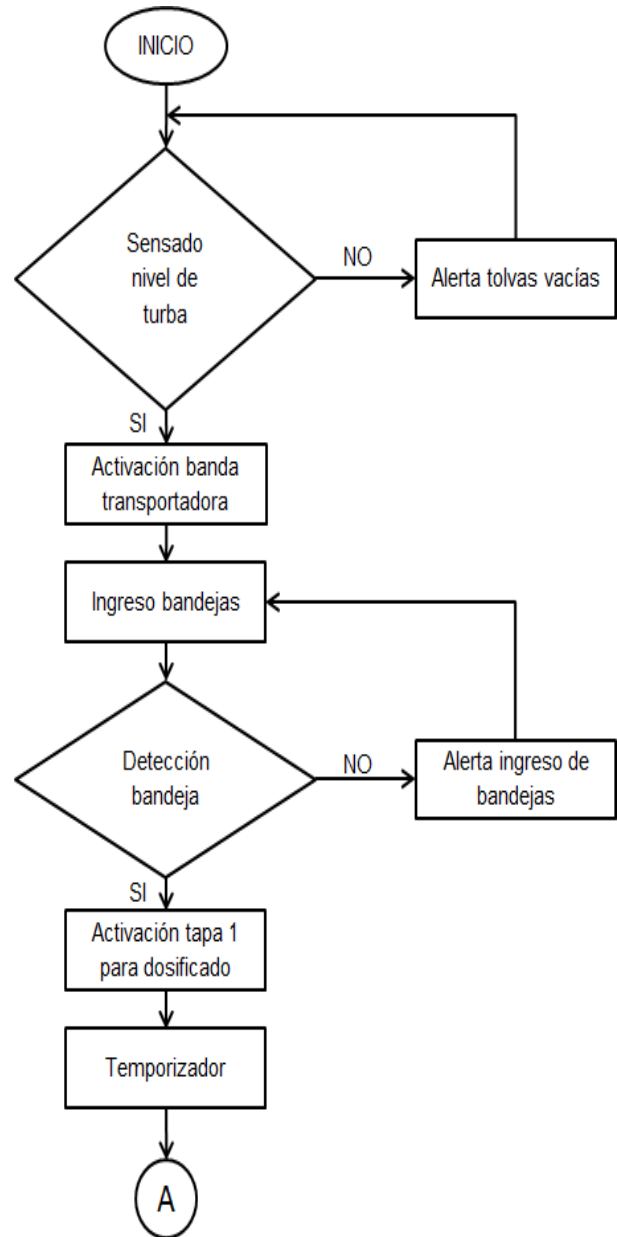 INICIO
Sensado
nivel de
turba
NO
Alerta tolvas vacías
SI
Activación banda
transportadora
Ingreso bandejas
Detección
bandeja
NO
Alerta ingreso de
bandejas
SI
Activación tapa 1
para dosificado
Temporizador
A